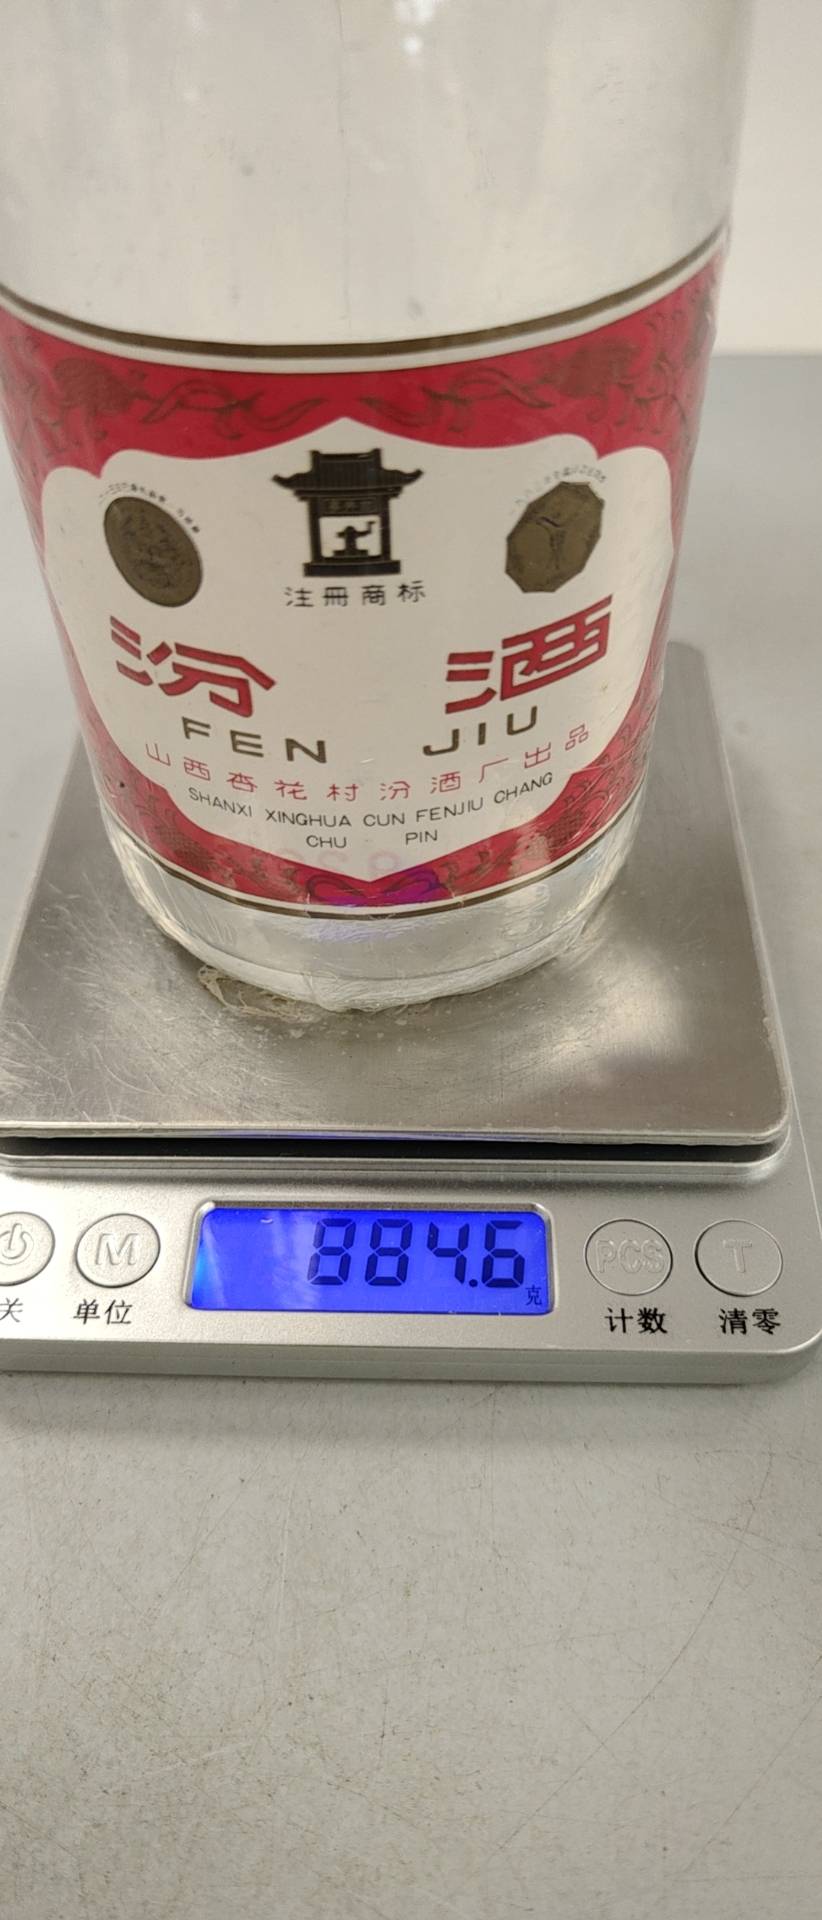 注冊商标
汾酒
FEN JIU
山西杏花村汾酒厂出品
SHANXI XINGHUA CUN FENJIU CHANG
CHU PIN
884.6
克
M
PCS
T
关
单位
计数
清零